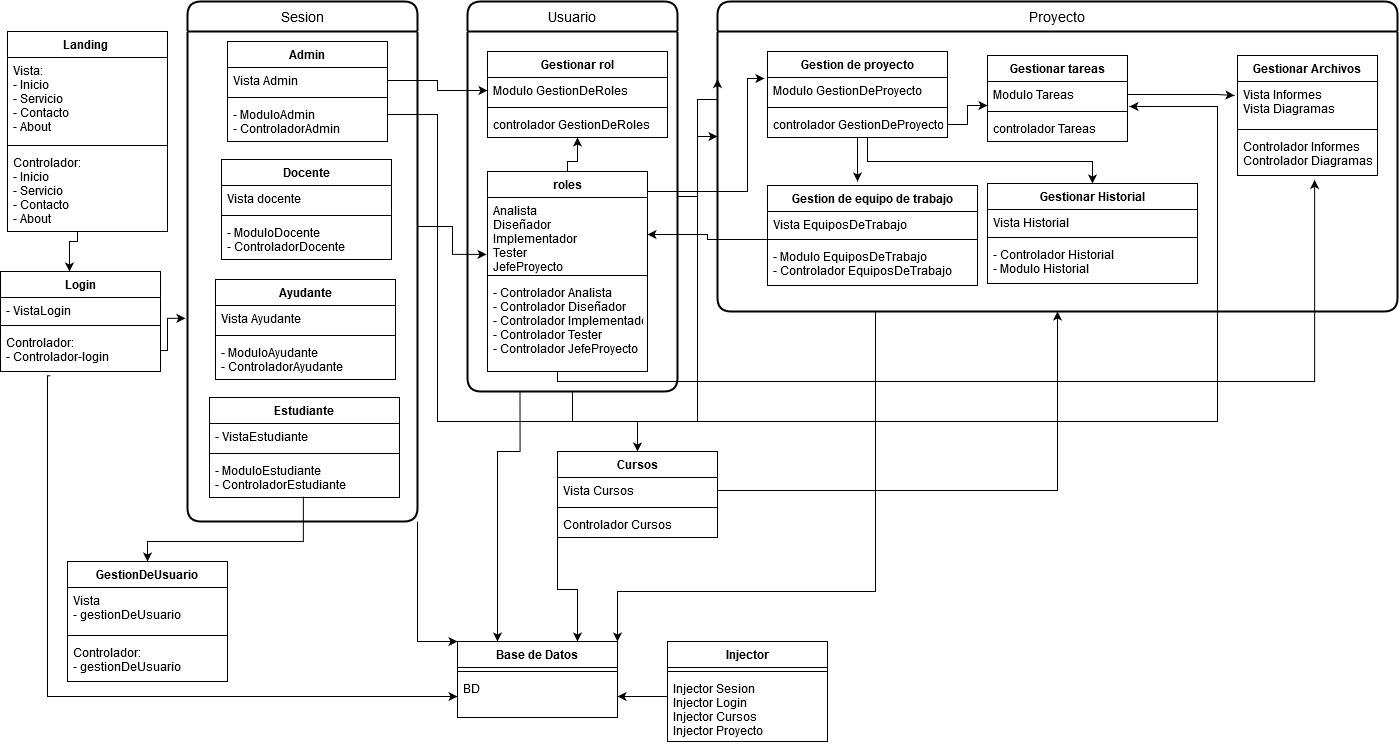 Landing
Vista:
- Inicio
- Servicio
- Contacto
- About
Controlador:
- Inicio
- Servicio
- Contacto
- About
Login
- VistaLogin
Controlador:
- Controlador-login
Sesion
Admin
Vista Admin
- ModuloAdmin
- ControladorAdmin
Docente
Vista docente
- ModuloDocente
- ControladorDocente
Ayudante
Vista Ayudante
- ModuloAyudante
- ControladorAyudante
Estudiante
- VistaEstudiante
- ModuloEstudiante
- ControladorEstudiante
GestionDeUsuario
Vista
- gestionDeUsuario
Controlador:
- gestionDeUsuario
Usuario
Gestionar rol
Modulo GestionDeRoles
controlador GestionDeRoles
roles
Analista
Diseñador
Implementador
Tester
JefeProyecto
- Controlador Analista
- Controlador Diseñador
- Controlador Implementado
- Controlador Tester
- Controlador JefeProyecto
Proyecto
Gestion de proyecto
Modulo GestionDeProyecto
controlador GestionDeProyecto
Gestionar tareas
Modulo Tareas
controlador Tareas
Gestionar Archivos
Vista Informes
Vista Diagramas
Controlador Informes
Controlador Diagramas
Gestion de equipo de trabajo
Vista EquiposDeTrabajo
- Modulo EquiposDeTrabajo
- Controlador EquiposDeTrabajo
Gestionar Historial
Vista Historial
- Controlador Historial
- Modulo Historial
Cursos
Vista Cursos
Controlador Cursos
Base de Datos
BD
Injector
Injector Sesion
Injector Login
Injector Cursos
Injector Proyecto